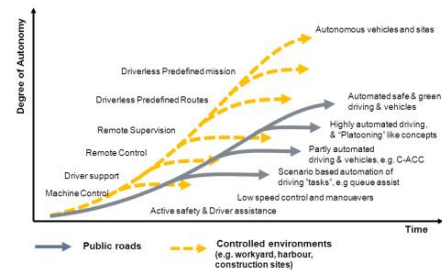 Degree of Autonomy
Autonomous vehicles and sites
Driverless Predefined mission
Driverless Predefined Routes
Remote Supervision
Remote Control
Driver support
Machine Control
Automated safe & green
driving & vehicles
Highly automated driving,
& "Platooning" like concepts
Partly automated
driving & vehicles, e.g. C-ACC
Scenario based automation of
driving "tasks", e.g queue assist
Low speed control and manouevers
Active safety & Driver assistance
Time
Public roads
Controlled environments
(e.g. workyard, harbour,
construction sites)